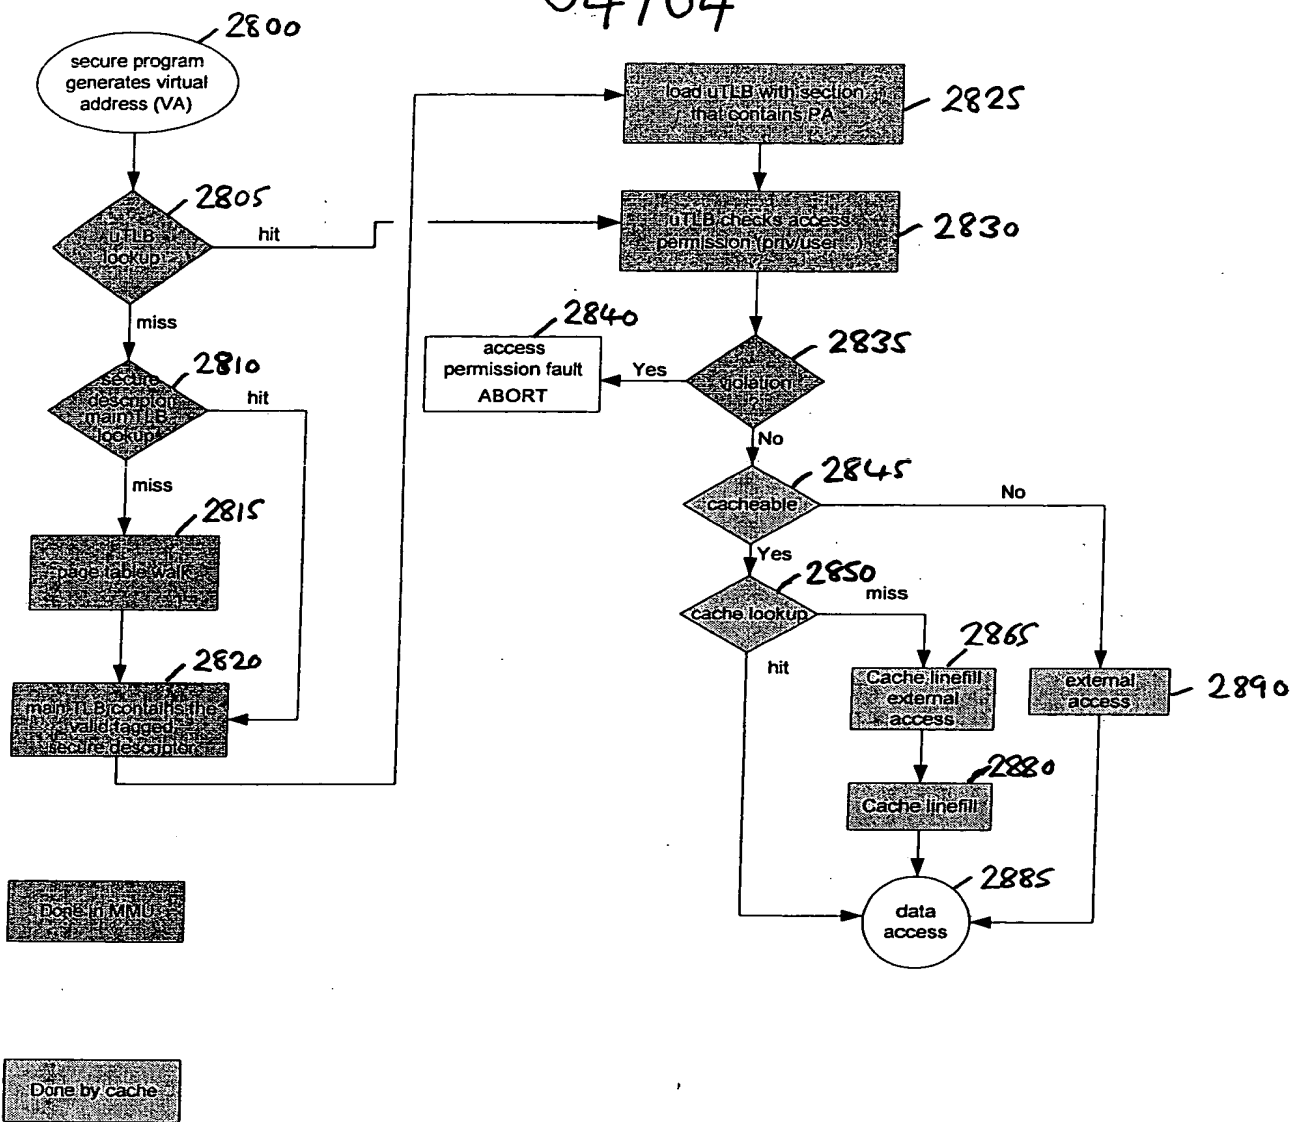 2800
secure program
generates virtual
address (VA)
2805
uTLB
lookup
hit
miss
2810
secure
descriptor
mainTLB
lookup
hit
miss
2815
page table walk
2820
main TLB contains the
valid tagged
secure descriptor
load uTLB with section
that contains PA
2825
uTLB checks access
permission (priv/user...)
2830
2840
access
permission fault
ABORT
Yes
2835
violation
?
No
2845
cacheable
No
Yes
2850
cache lookup
miss
hit
2865
Cache linefill
external
access
external
access
2890
2880
Cache linefill
2885
data
access
Done in MMU
Done by cache